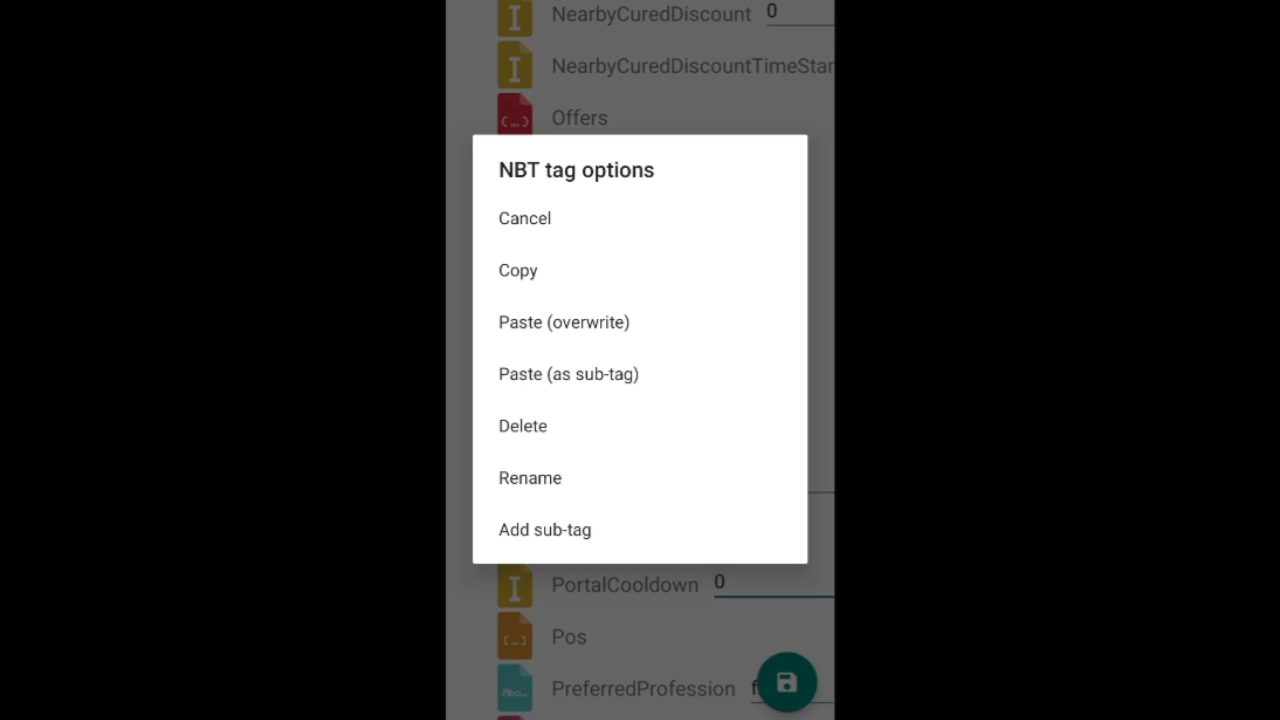 NearbyCuredDiscount 0
NearbyCuredDiscountTimeStar
Offers
NBT tag options
Cancel
Copy
Paste (overwrite)
Paste (as sub-tag)
Delete
Rename
Add sub-tag
PortalCooldown 0
Pos
PreferredProfession f